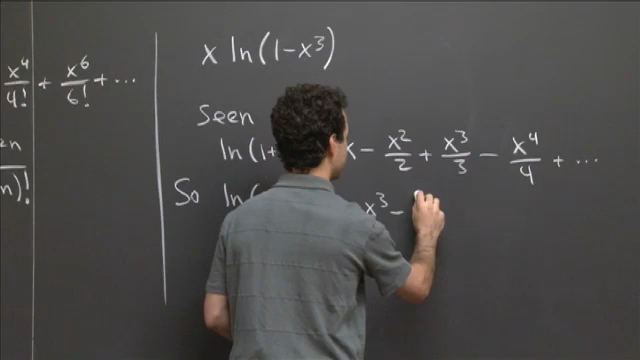 x⁴/4! + x⁶/6! + ...
n)!
x ln(1-x³)
Seen
ln(1+ x - x²/2 + x³/3 - x⁴/4 + ...
So ln( x³ -